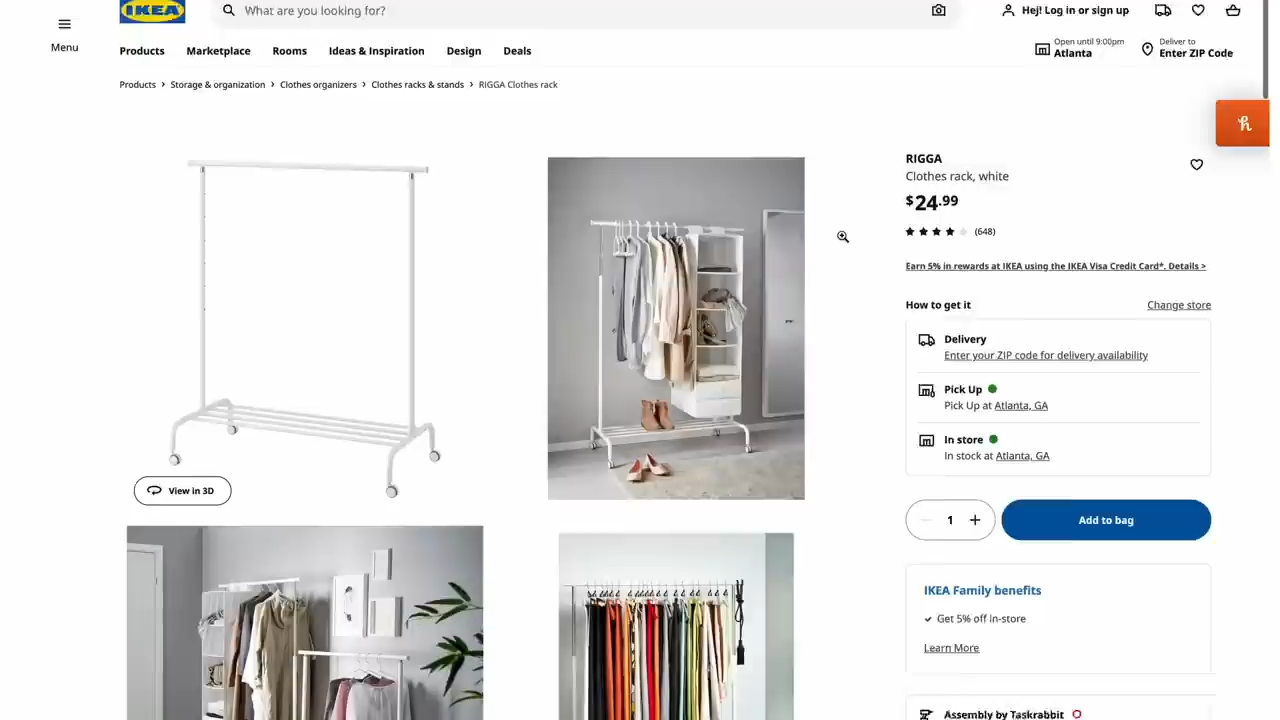 IKEA
What are you looking for?
Hej! Log in or sign up
Menu
Products
Marketplace
Rooms
Ideas & Inspiration
Design
Deals
Open until 9:00pm
Atlanta
Deliver to
Enter ZIP Code
Products > Storage & organization > Clothes organizers > Clothes racks & stands > RIGGA Clothes rack
RIGGA
Clothes rack, white
$24.99
(648)
Earn 5% in rewards at IKEA using the IKEA Visa Credit Card*. Details >
How to get it
Change store
Delivery
Enter your ZIP code for delivery availability
Pick Up
Pick Up at Atlanta, GA
In store
In stock at Atlanta, GA
View in 3D
1
Add to bag
IKEA Family benefits
Get 5% off in-store
Learn More
Assembly by Taskrabbit